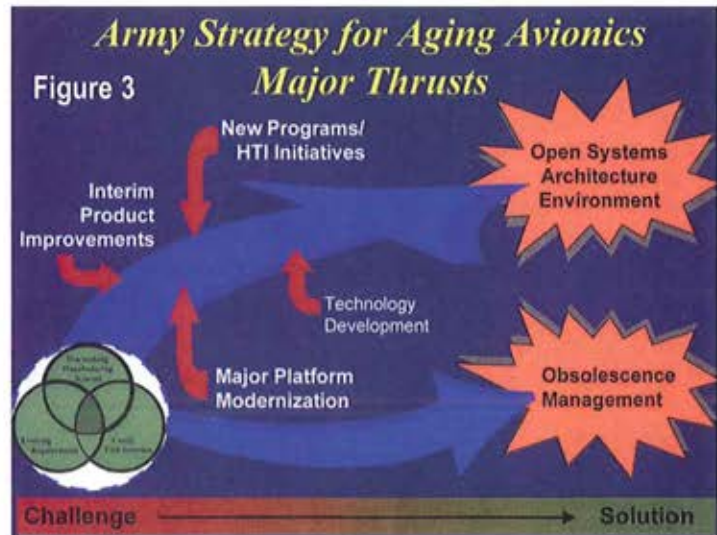 Army Strategy for Aging Avionics
Major Thrusts
Figure 3
New Programs/
HTI Initiatives
Open Systems
Architecture
Environment
Interim
Product
Improvements
Technology
Development
Major Platform
Modernization
Obsolescence
Management
Challenge
Solution